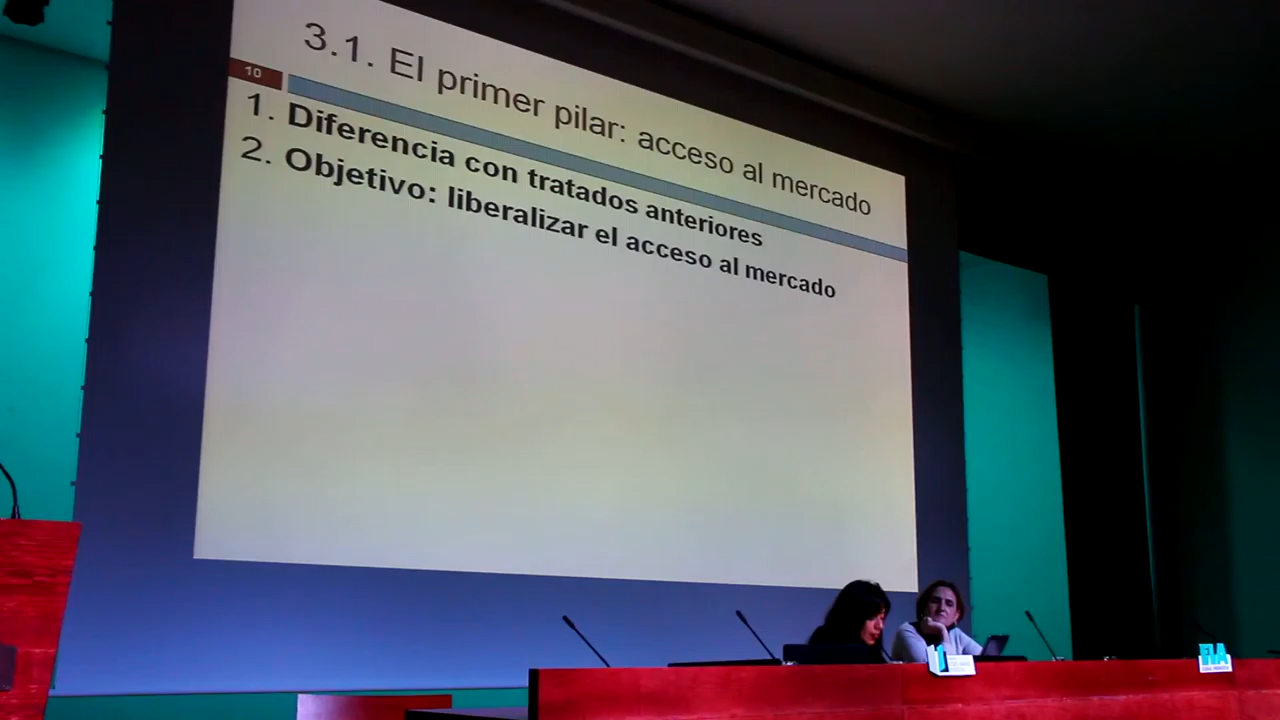 3.1. El primer pilar: acceso al mercado
10
1. Diferencia con tratados anteriores
2. Objetivo: liberalizar el acceso al mercado